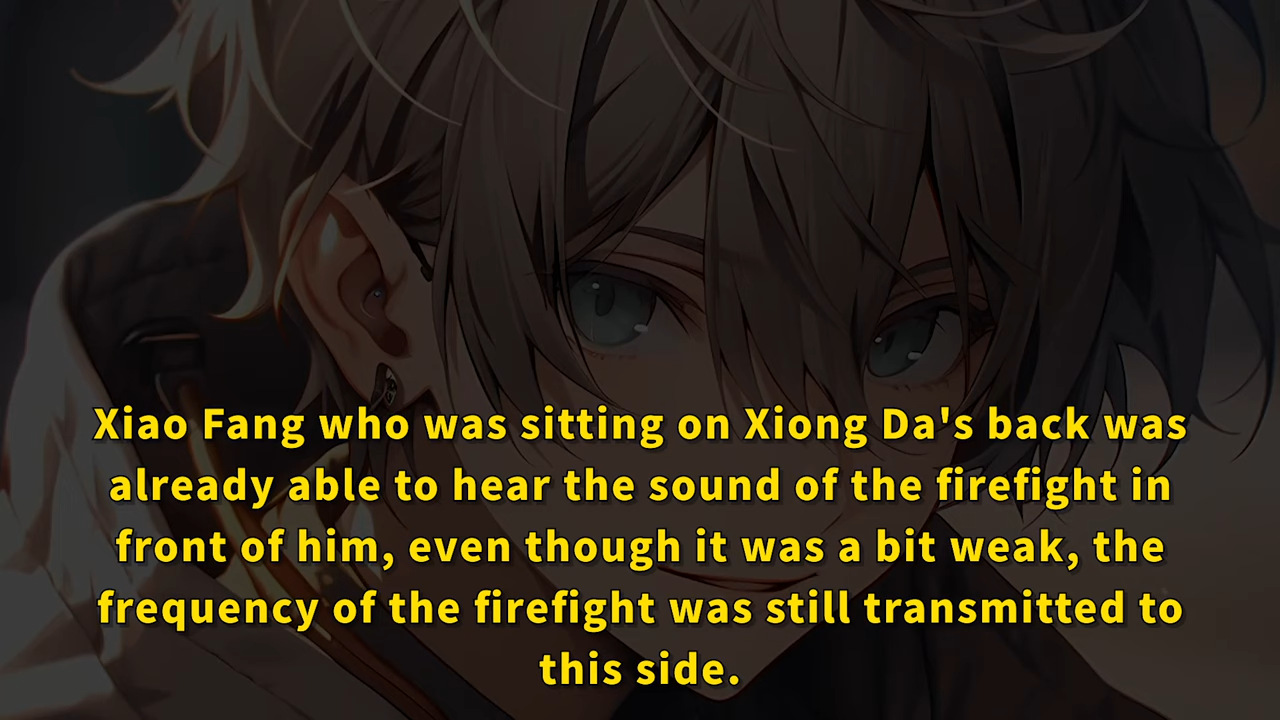 Xiao Fang who was sitting on Xiong Da's back was
already able to hear the sound of the firefight in
front of him, even though it was a bit weak, the
frequency of the firefight was still transmitted to
this side.